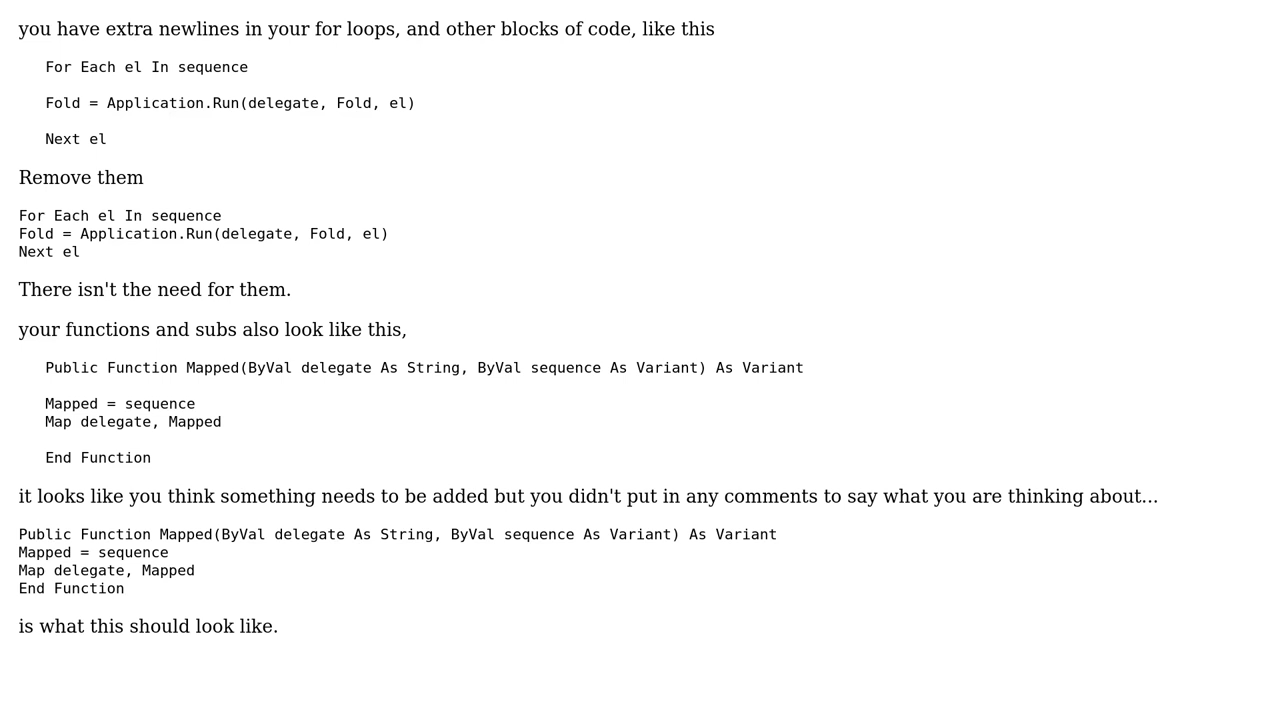 you have extra newlines in your for loops, and other blocks of code, like this
For Each el In sequence
Fold = Application.Run(delegate, Fold, el)
Next el
Remove them
For Each el In sequence
Fold = Application.Run(delegate, Fold, el)
Next el
There isn't the need for them.
your functions and subs also look like this,
Public Function Mapped(ByVal delegate As String, ByVal sequence As Variant) As Variant
Mapped = sequence
Map delegate, Mapped
End Function
it looks like you think something needs to be added but you didn't put in any comments to say what you are thinking about...
Public Function Mapped(ByVal delegate As String, ByVal sequence As Variant) As Variant
Mapped = sequence
Map delegate, Mapped
End Function
is what this should look like.